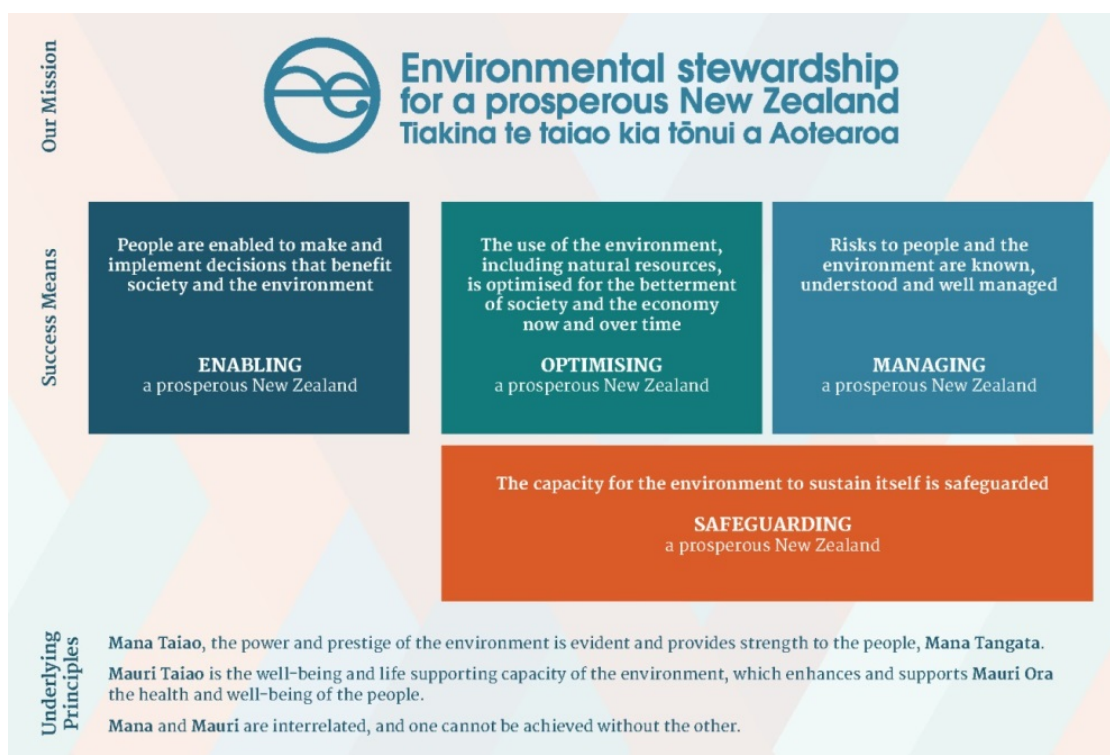 Our Mission
Environmental stewardship
for a prosperous New Zealand
Tiakina te taiao kia tōnui a Aotearoa
Success Means
People are enabled to make and
implement decisions that benefit
society and the environment
ENABLING
a prosperous New Zealand
The use of the environment,
including natural resources,
is optimised for the betterment
of society and the economy
now and over time
OPTIMISING
a prosperous New Zealand
Risks to people and the
environment are known,
understood and well managed
MANAGING
a prosperous New Zealand
The capacity for the environment to sustain itself is safeguarded
SAFEGUARDING
a prosperous New Zealand
Underlying
Principles
Mana Taiao, the power and prestige of the environment is evident and provides strength to the people, Mana Tangata.
Mauri Taiao is the well-being and life supporting capacity of the environment, which enhances and supports Mauri Ora
the health and well-being of the people.
Mana and Mauri are interrelated, and one cannot be achieved without the other.